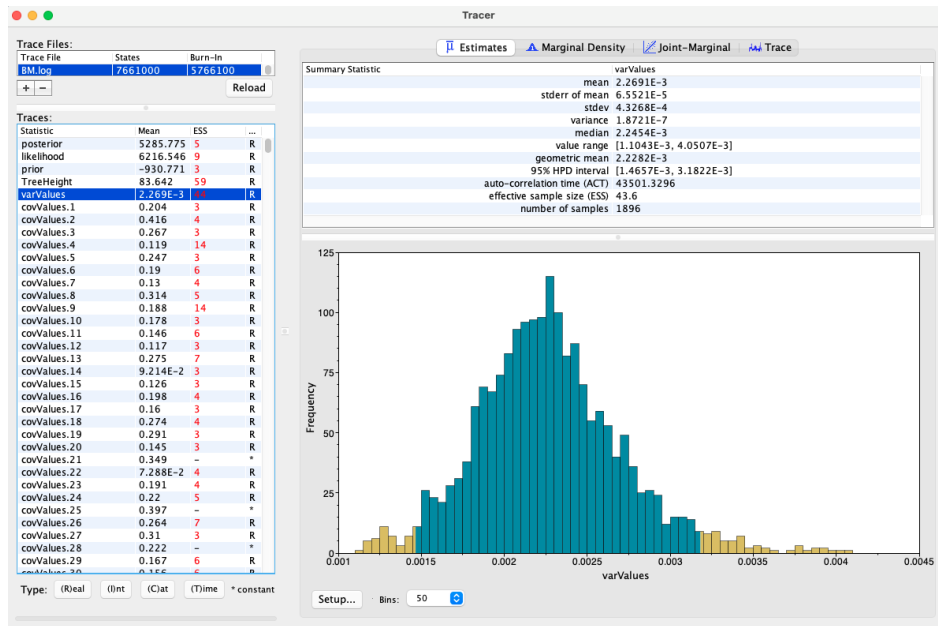 Tracer
Trace Files:
Trace File States Burn-In
BM.log 7661000 5766100
+ − Reload
Traces:
Statistic Mean ESS ...
posterior 5285.775 5 R
likelihood 6216.546 9 R
prior -930.771 3 R
TreeHeight 83.642 59 R
varValues 2.269E-3 R
covValues.1 0.204 3 R
covValues.2 0.416 4 R
covValues.3 0.267 3 R
covValues.4 0.119 14 R
covValues.5 0.247 3 R
covValues.6 0.19 6 R
covValues.7 0.13 4 R
covValues.8 0.314 5 R
covValues.9 0.188 14 R
covValues.10 0.178 3 R
covValues.11 0.146 6 R
covValues.12 0.117 3 R
covValues.13 0.275 7 R
covValues.14 9.214E-2 3 R
covValues.15 0.126 3 R
covValues.16 0.198 4 R
covValues.17 0.16 3 R
covValues.18 0.274 4 R
covValues.19 0.291 3 R
covValues.20 0.145 3 R
covValues.21 0.349 - *
covValues.22 7.288E-2 4 R
covValues.23 0.191 4 R
covValues.24 0.22 5 R
covValues.25 0.397 - *
covValues.26 0.264 7 R
covValues.27 0.31 3 R
covValues.28 0.222 - *
covValues.29 0.167 6 R
Type: (R)eal (I)nt (C)at (T)ime * constant
Estimates Marginal Density Joint-Marginal Trace
Summary Statistic varValues
mean 2.2691E-3
stderr of mean 6.5521E-5
stdev 4.3268E-4
variance 1.8721E-7
median 2.2454E-3
value range [1.1043E-3, 4.0507E-3]
geometric mean 2.2282E-3
95% HPD interval [1.4657E-3, 3.1822E-3]
auto-correlation time (ACT) 43501.3296
effective sample size (ESS) 43.6
number of samples 1896
125
100
75
50
25
0
Frequency
0.001 0.0015 0.002 0.0025 0.003 0.0035 0.004 0.0045
varValues
Setup... Bins: 50